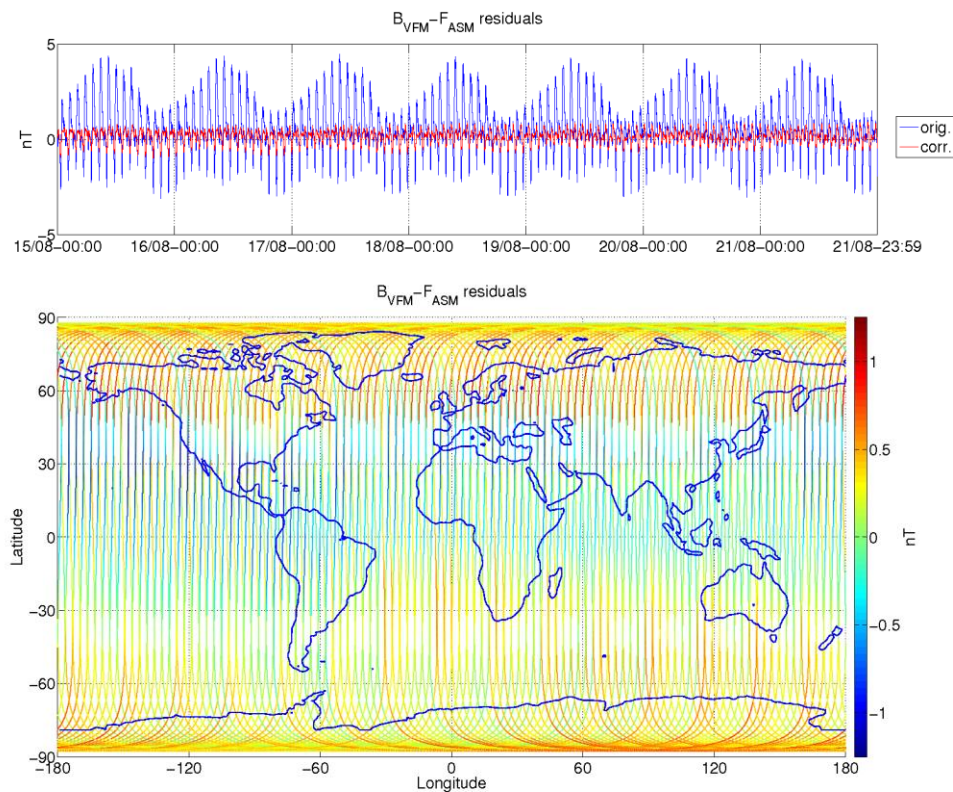 B_VFM−F_ASM residuals
5
0
−5
nT
15/08−00:00 16/08−00:00 17/08−00:00 18/08−00:00 19/08−00:00 20/08−00:00 21/08−00:00 21/08−23:59
orig.
corr.
B_VFM−F_ASM residuals
90
60
30
0
−30
−60
−90
Latitude
−180 −120 −60 0 60 120 180
Longitude
1
0.5
0
−0.5
−1
nT